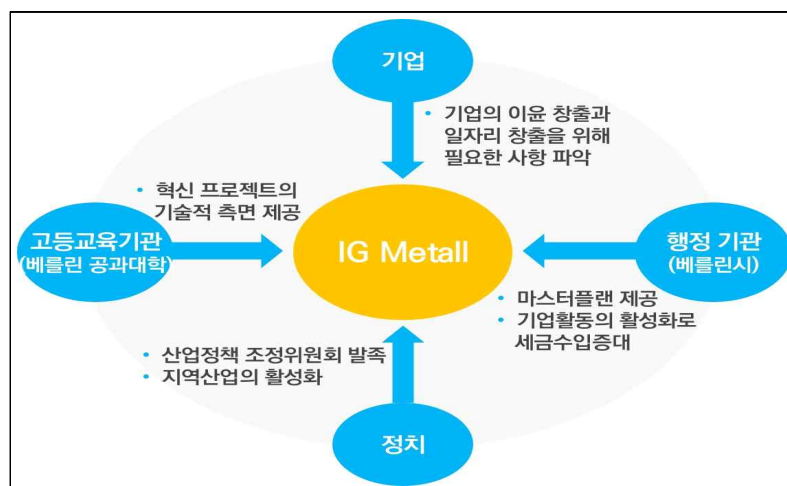 기업
• 기업의 이윤 창출과
일자리 창출을 위해
필요한 사항 파악
• 혁신 프로젝트의
기술적 측면 제공
고등교육기관
(베를린 공과대학)
IG Metall
행정 기관
(베를린시)
• 마스터플랜 제공
• 기업활동의 활성화로
세금수입증대
• 산업정책 조정위원회 발족
• 지역산업의 활성화
정치